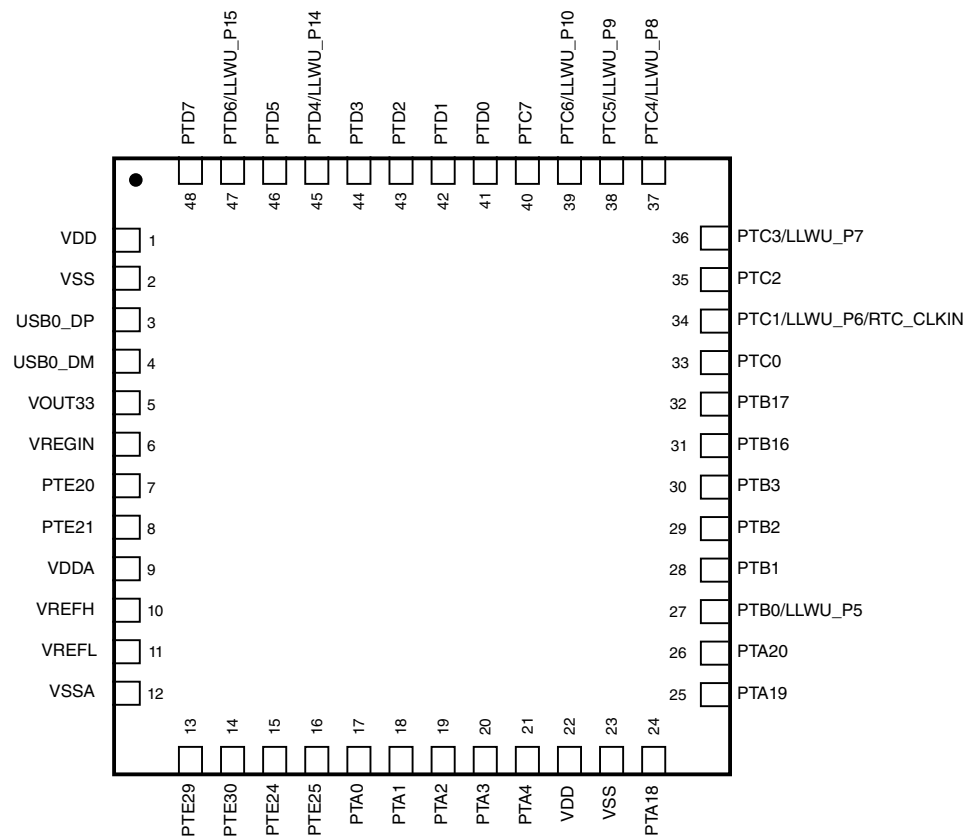 PTD7
PTD6/LLWU_P15
PTD5
PTD4/LLWU_P14
PTD3
PTD2
PTD1
PTD0
PTC7
PTC6/LLWU_P10
PTC5/LLWU_P9
PTC4/LLWU_P8
48
47
46
45
44
43
42
41
40
39
38
37
VDD 1
VSS 2
USB0_DP 3
USB0_DM 4
VOUT33 5
VREGIN 6
PTE20 7
PTE21 8
VDDA 9
VREFH 10
VREFL 11
VSSA 12
36 PTC3/LLWU_P7
35 PTC2
34 PTC1/LLWU_P6/RTC_CLKIN
33 PTC0
32 PTB17
31 PTB16
30 PTB3
29 PTB2
28 PTB1
27 PTB0/LLWU_P5
26 PTA20
25 PTA19
13
14
15
16
17
18
19
20
21
22
23
24
PTE29
PTE30
PTE24
PTE25
PTA0
PTA1
PTA2
PTA3
PTA4
VDD
VSS
PTA18